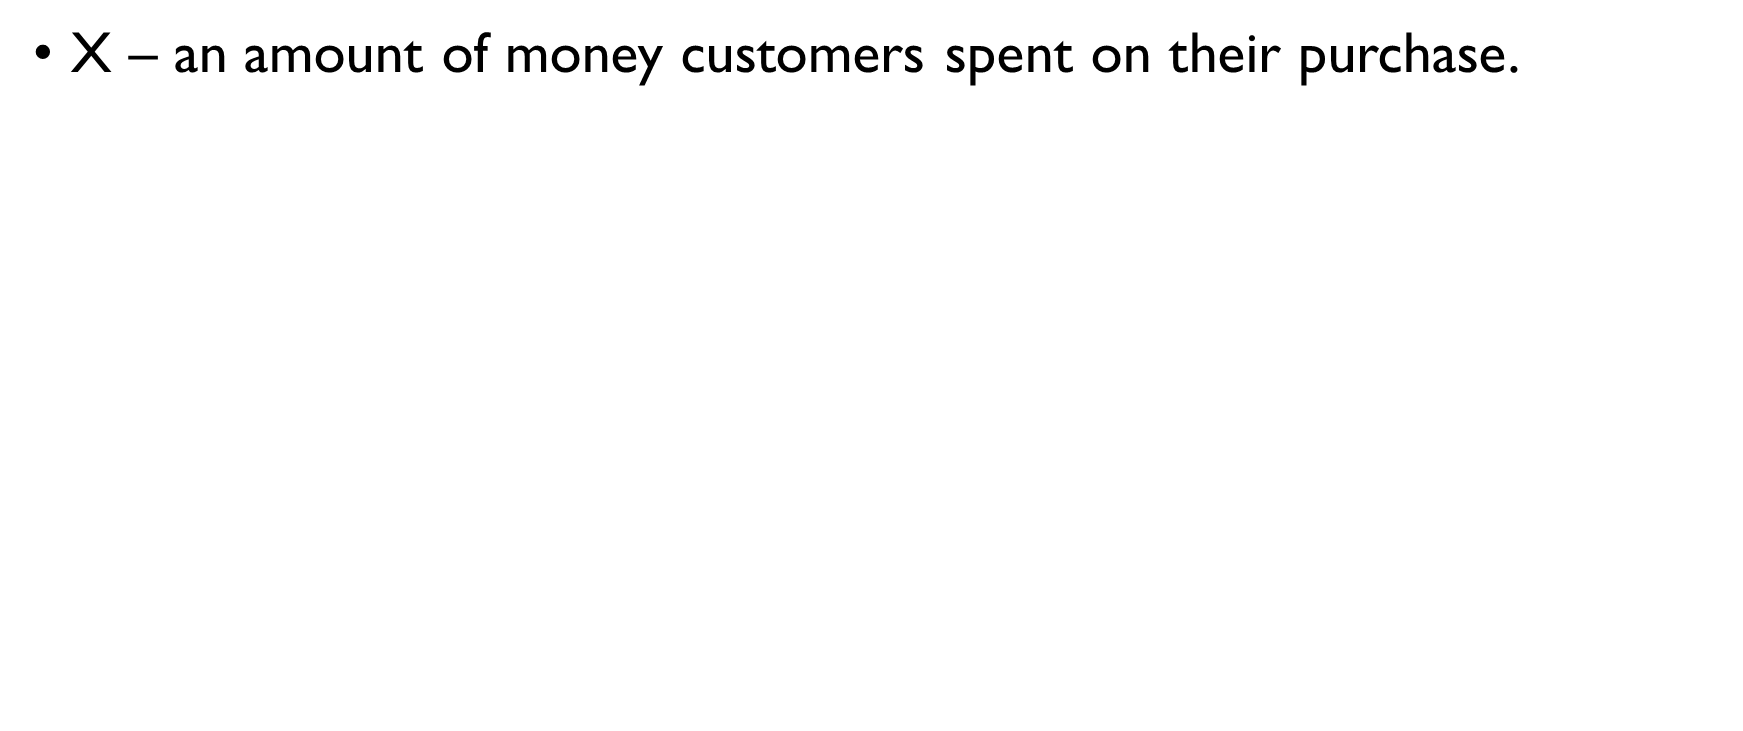 • X – an amount of money customers spent on their purchase.